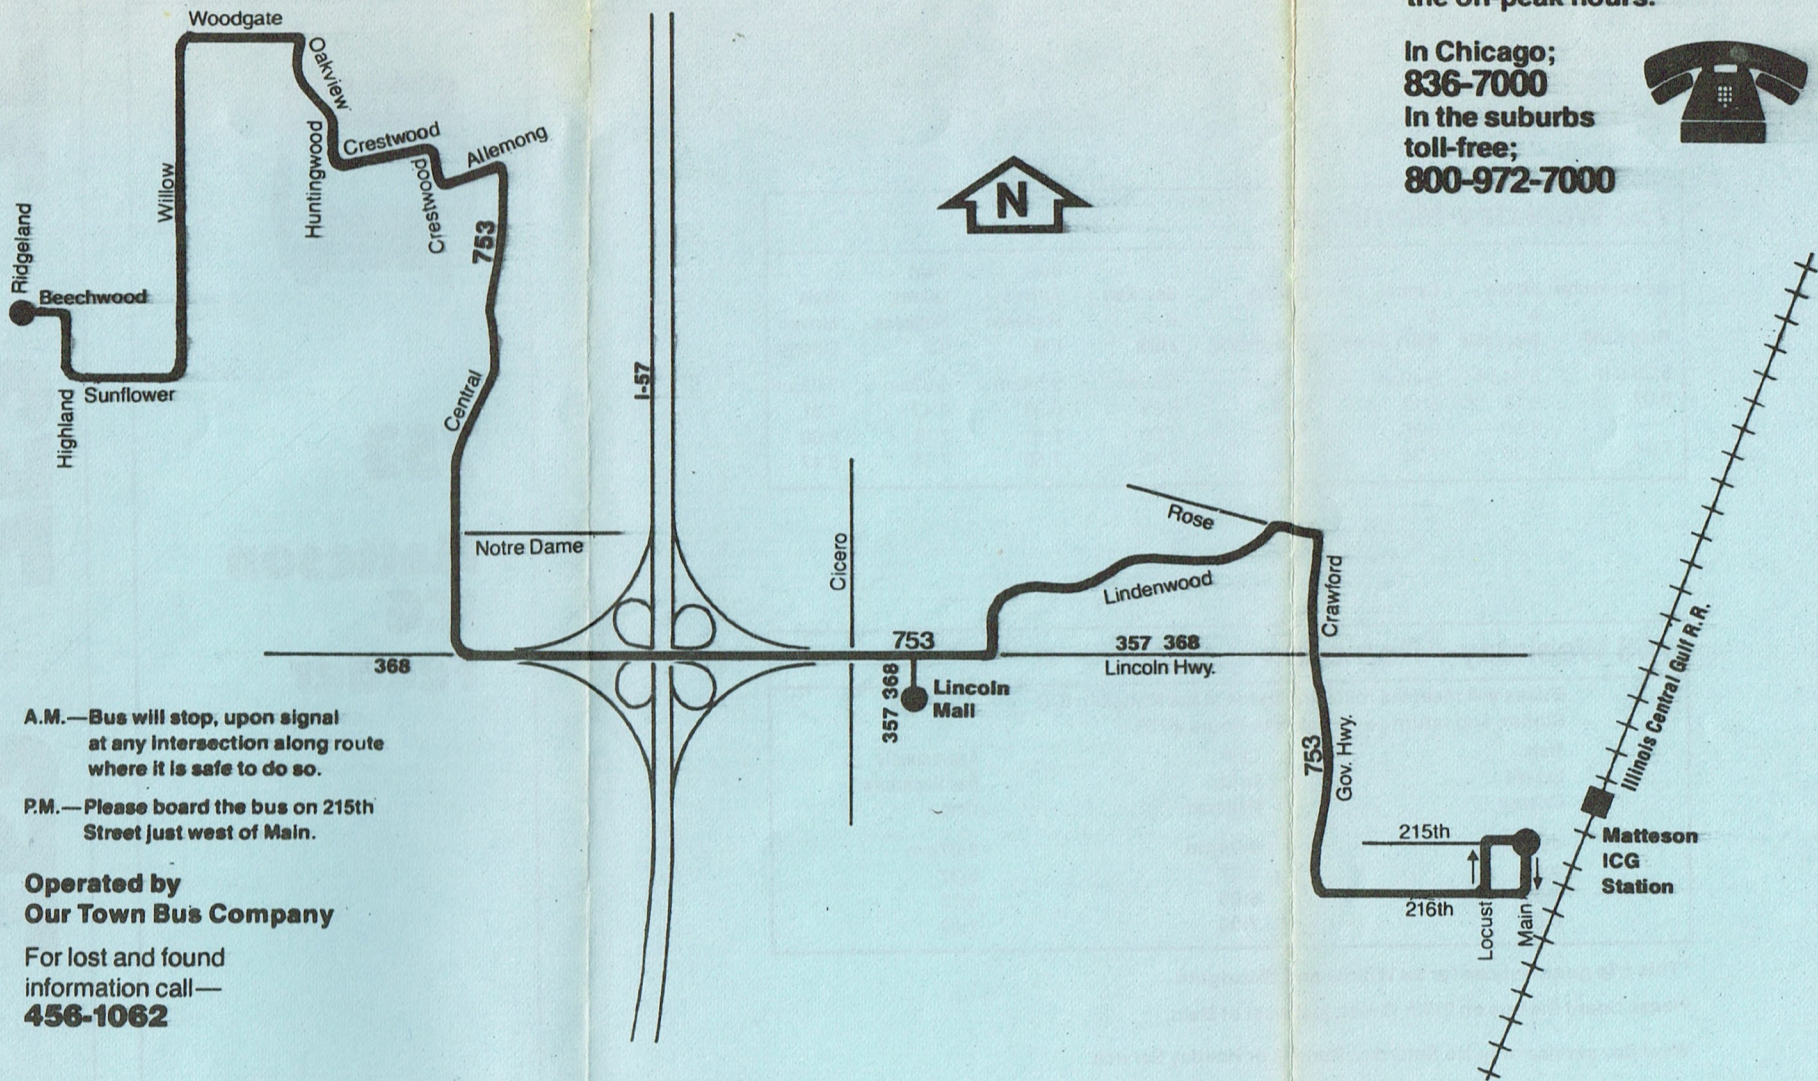 the off-peak hours.
In Chicago;
836-7000
In the suburbs
toll-free;
800-972-7000
Woodgate
Oakview
Huntingwood
Crestwood
Crestwood
Allemong
753
Willow
Ridgeland
Beechwood
Highland
Sunflower
Central
I-57
N
Notre Dame
Cicero
Rose
Lindenwood
Crawford
368
753
357 368
Lincoln Hwy.
357 368
Lincoln
Mall
753
Gov. Hwy.
Illinois Central Gulf R.R.
215th
216th
Locust
Main
Matteson
ICG
Station
A.M.—Bus will stop, upon signal
at any intersection along route
where it is safe to do so.
P.M.—Please board the bus on 215th
Street just west of Main.
Operated by
Our Town Bus Company
For lost and found
information call—
456-1062